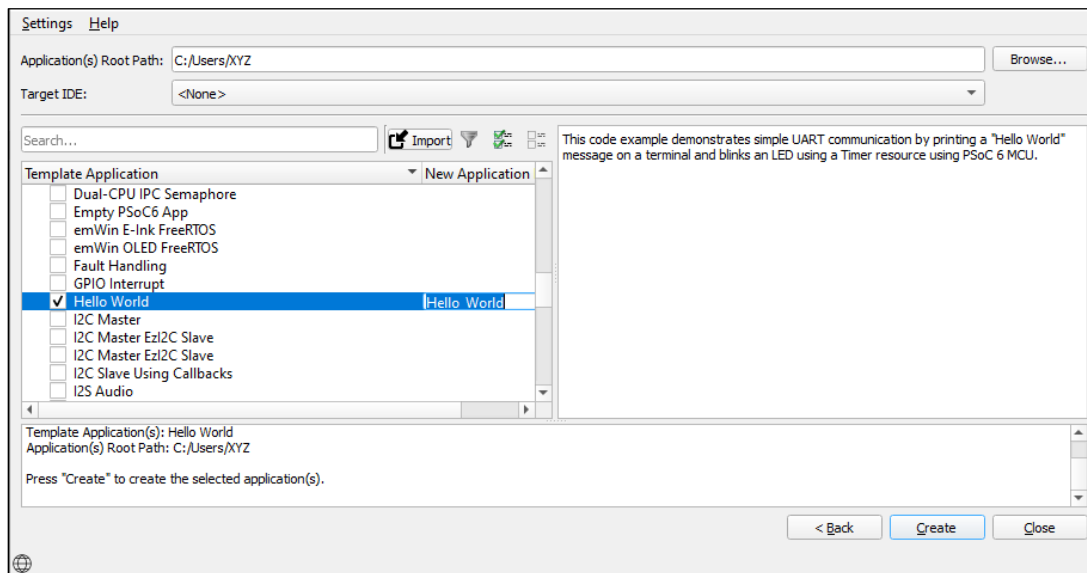 Settings Help
Application(s) Root Path: C:/Users/XYZ Browse...
Target IDE: <None>
Search... Import
This code example demonstrates simple UART communication by printing a "Hello World"
message on a terminal and blinks an LED using a Timer resource using PSoC 6 MCU.
Template Application New Application
Dual-CPU IPC Semaphore
Empty PSoC6 App
emWin E-Ink FreeRTOS
emWin OLED FreeRTOS
Fault Handling
GPIO Interrupt
Hello World Hello World
I2C Master
I2C Master EzI2C Slave
I2C Master EzI2C Slave
I2C Slave Using Callbacks
I2S Audio
Template Application(s): Hello World
Application(s) Root Path: C:/Users/XYZ
Press "Create" to create the selected application(s).
< Back Create Close